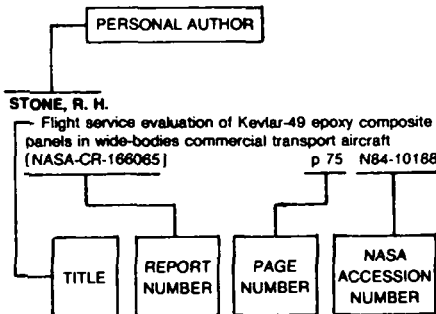 PERSONAL AUTHOR
STONE, R. H.
Flight service evaluation of Kevlar-49 epoxy composite
panels in wide-bodies commercial transport aircraft
[NASA-CR-166065] p 75 N84-10188
TITLE
REPORT
NUMBER
PAGE
NUMBER
NASA
ACCESSION
NUMBER